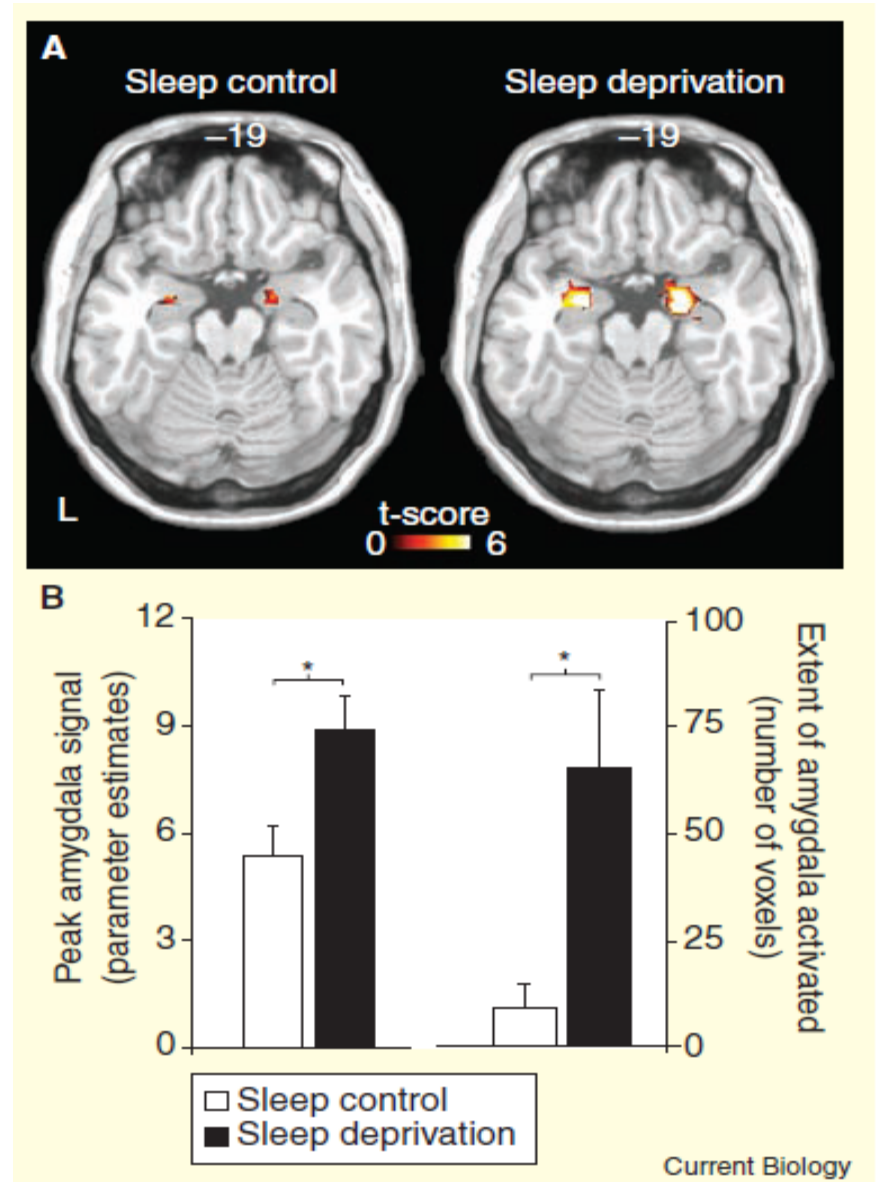 A
Sleep control
Sleep deprivation
–19
–19
L
t-score
0 6
B
Peak amygdala signal
(parameter estimates)
12
9
6
3
0
*
*
100
75
50
25
0
Extent of amygdala activated
(number of voxels)
Sleep control
Sleep deprivation
Current Biology